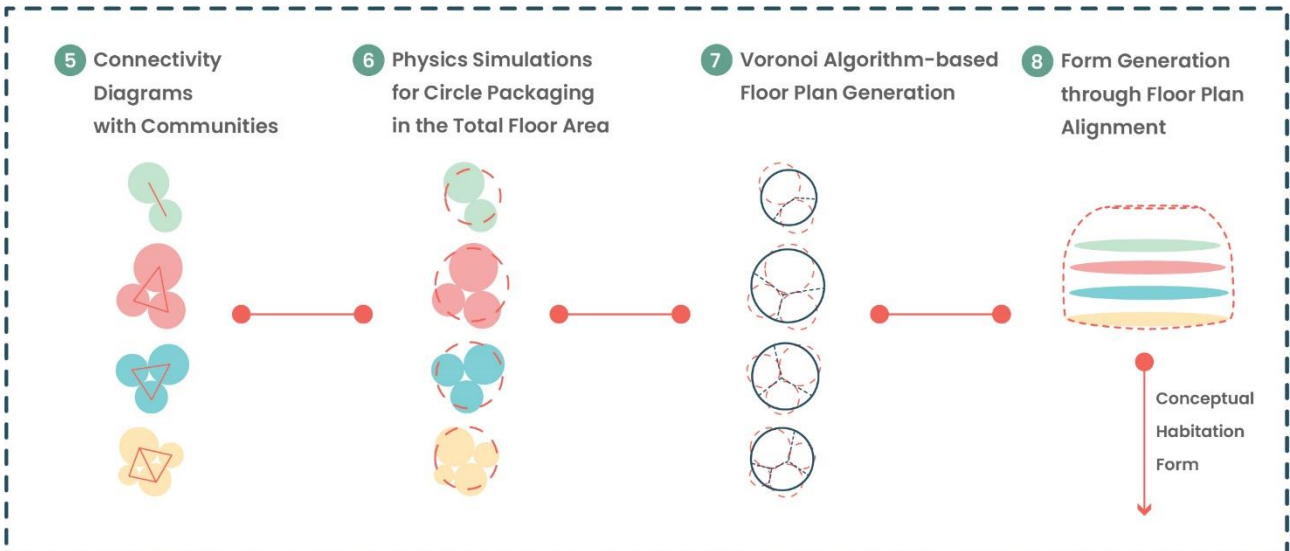 5 Connectivity
Diagrams
with Communities
6 Physics Simulations
for Circle Packaging
in the Total Floor Area
7 Voronoi Algorithm-based
Floor Plan Generation
8 Form Generation
through Floor Plan
Alignment
Conceptual
Habitation
Form